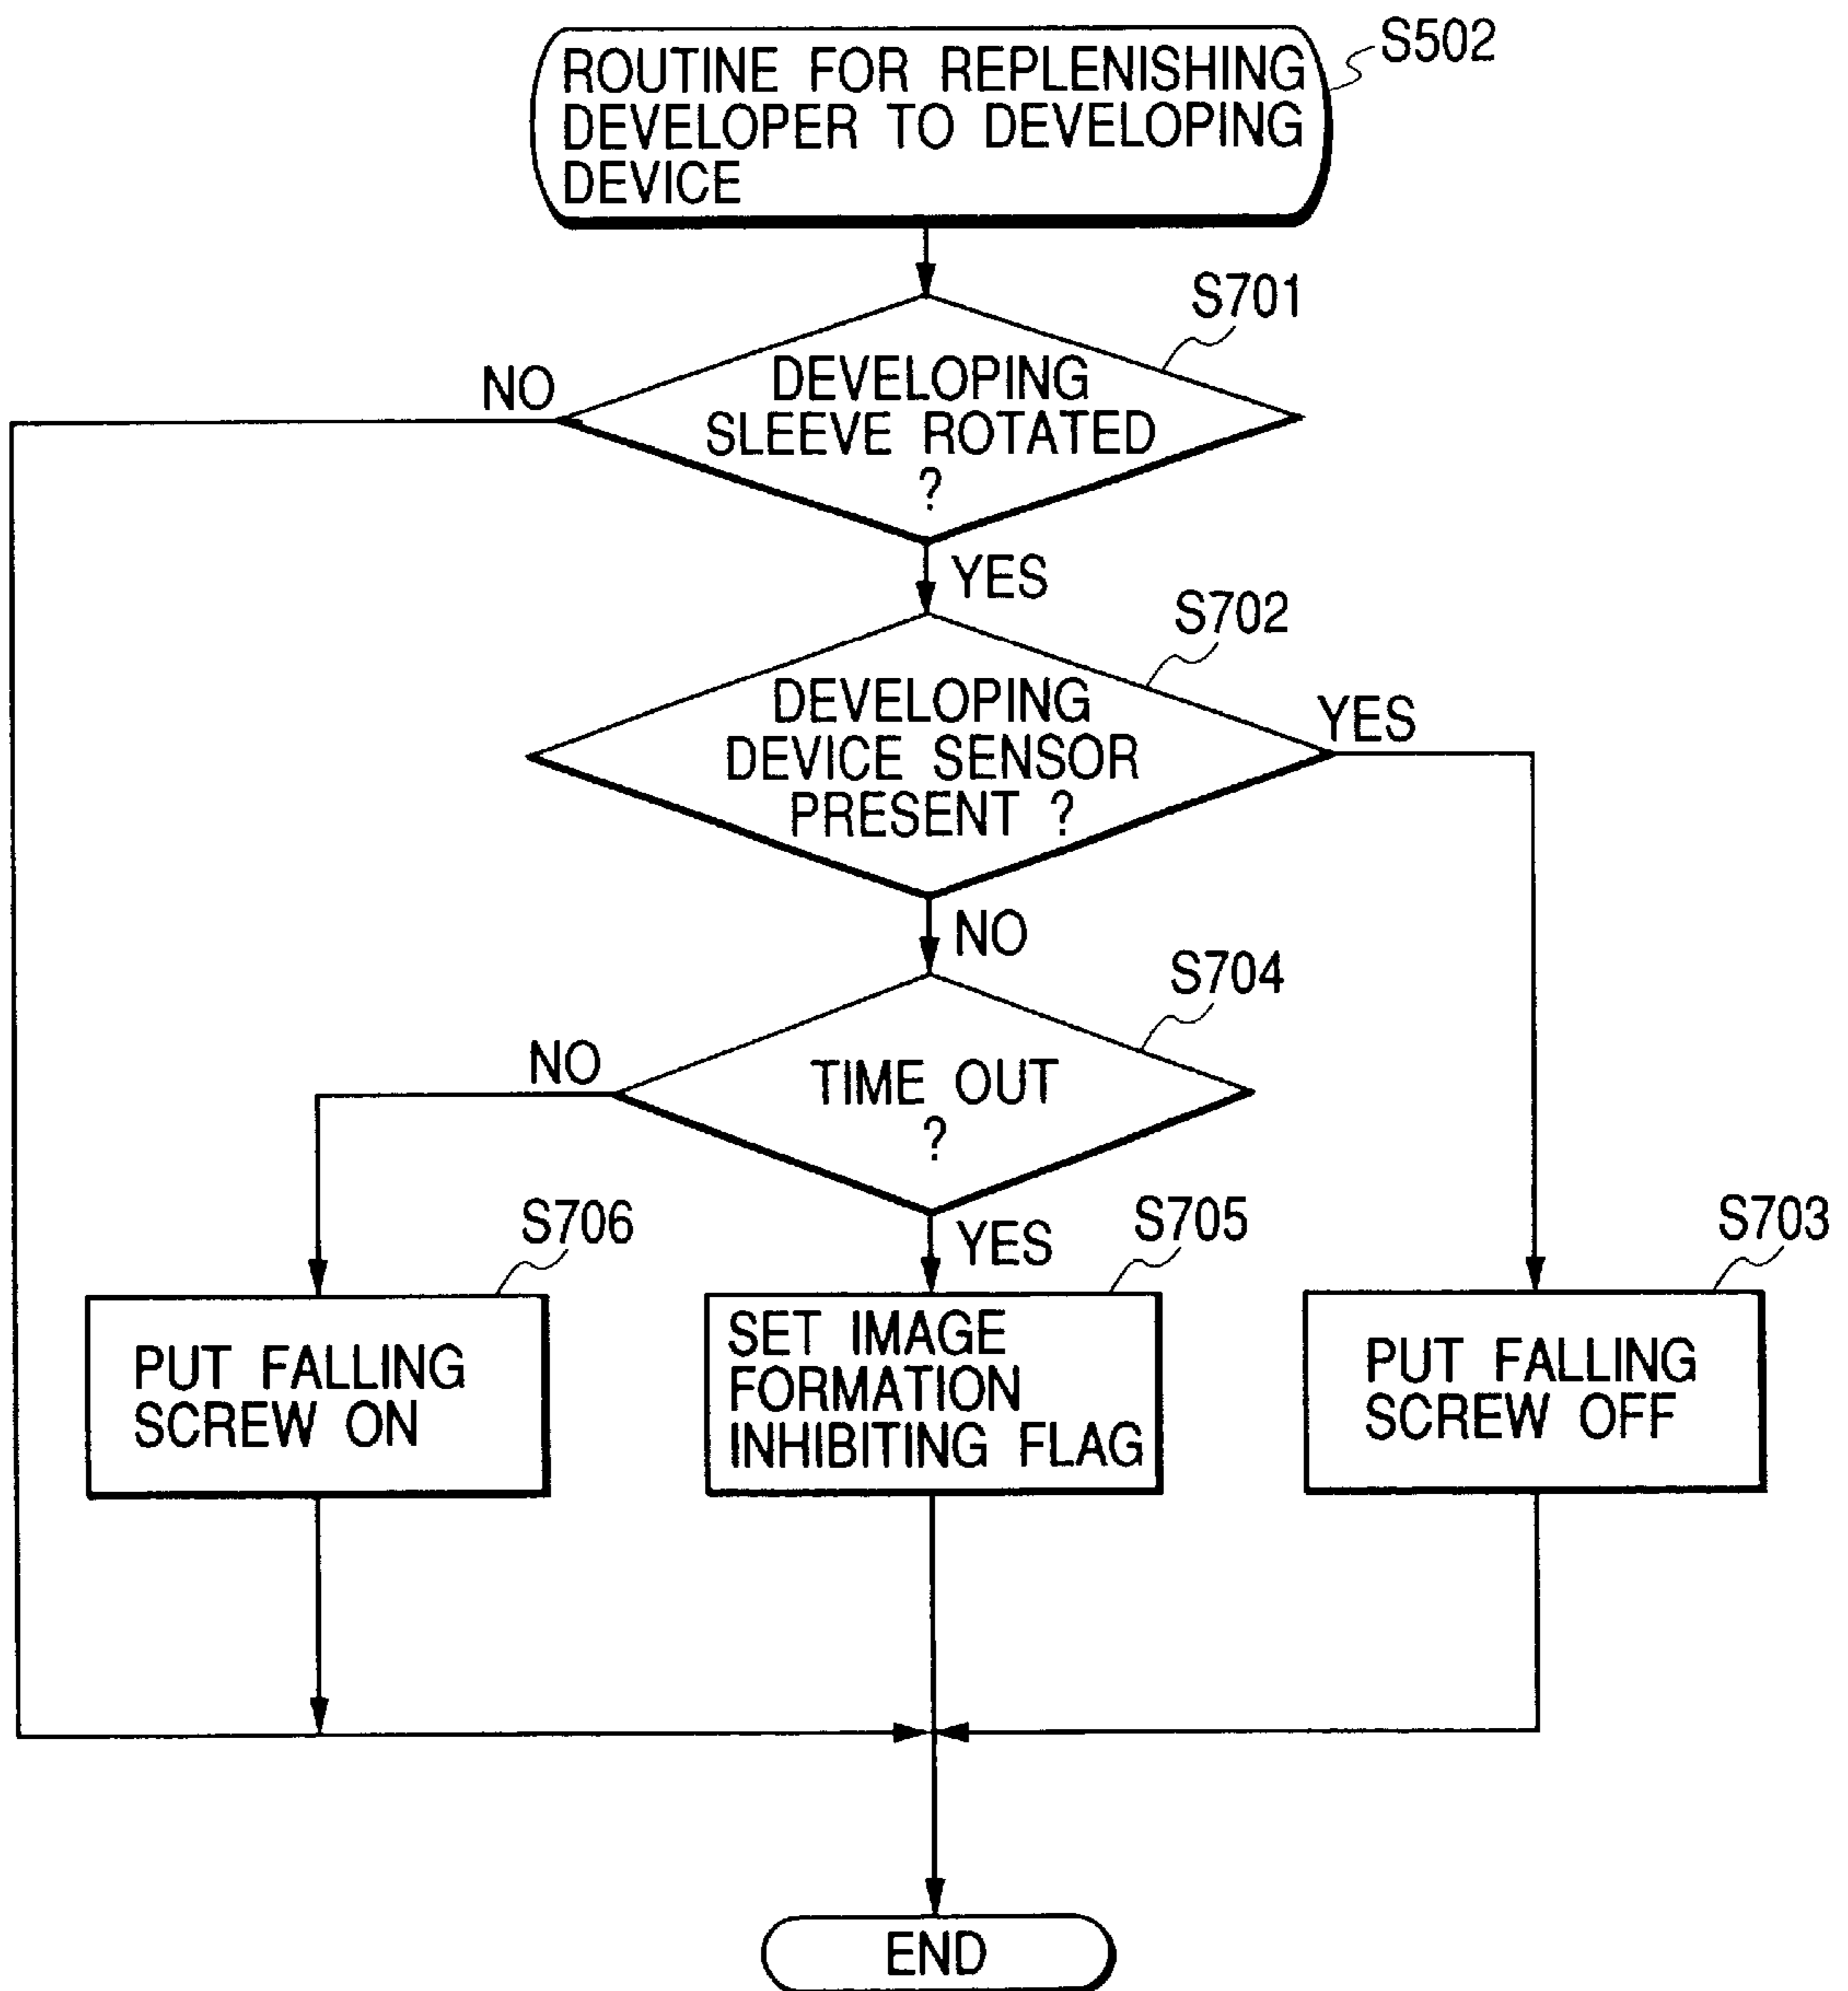 S502
ROUTINE FOR REPLENISHING
DEVELOPER TO DEVELOPING
DEVICE
S701
NO
DEVELOPING
SLEEVE ROTATED
?
YES
S702
DEVELOPING
DEVICE SENSOR
PRESENT ?
YES
NO
S704
NO
TIME OUT
?
YES
S706
S705
S703
PUT FALLING
SCREW ON
SET IMAGE
FORMATION
INHIBITING FLAG
PUT FALLING
SCREW OFF
END